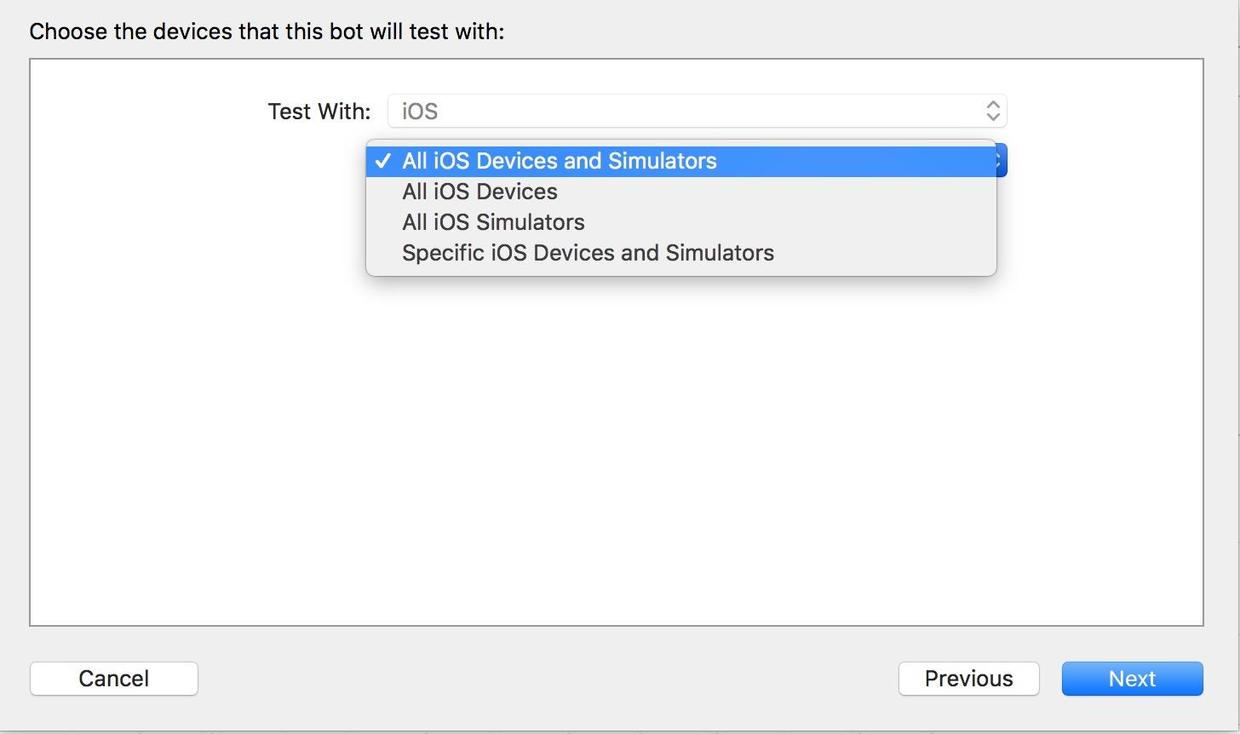 Choose the devices that this bot will test with:
Test With: iOS
✓ All iOS Devices and Simulators
All iOS Devices
All iOS Simulators
Specific iOS Devices and Simulators
Cancel Previous Next